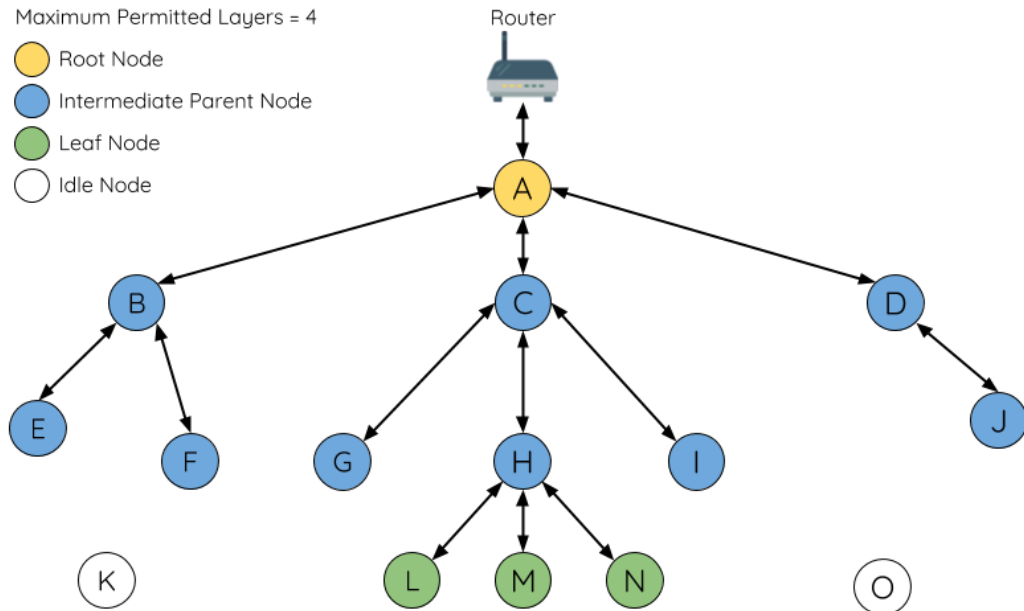 Maximum Permitted Layers = 4
Router
Root Node
Intermediate Parent Node
Leaf Node
Idle Node
A
B
C
D
E
F
G
H
I
J
K
L
M
N
O